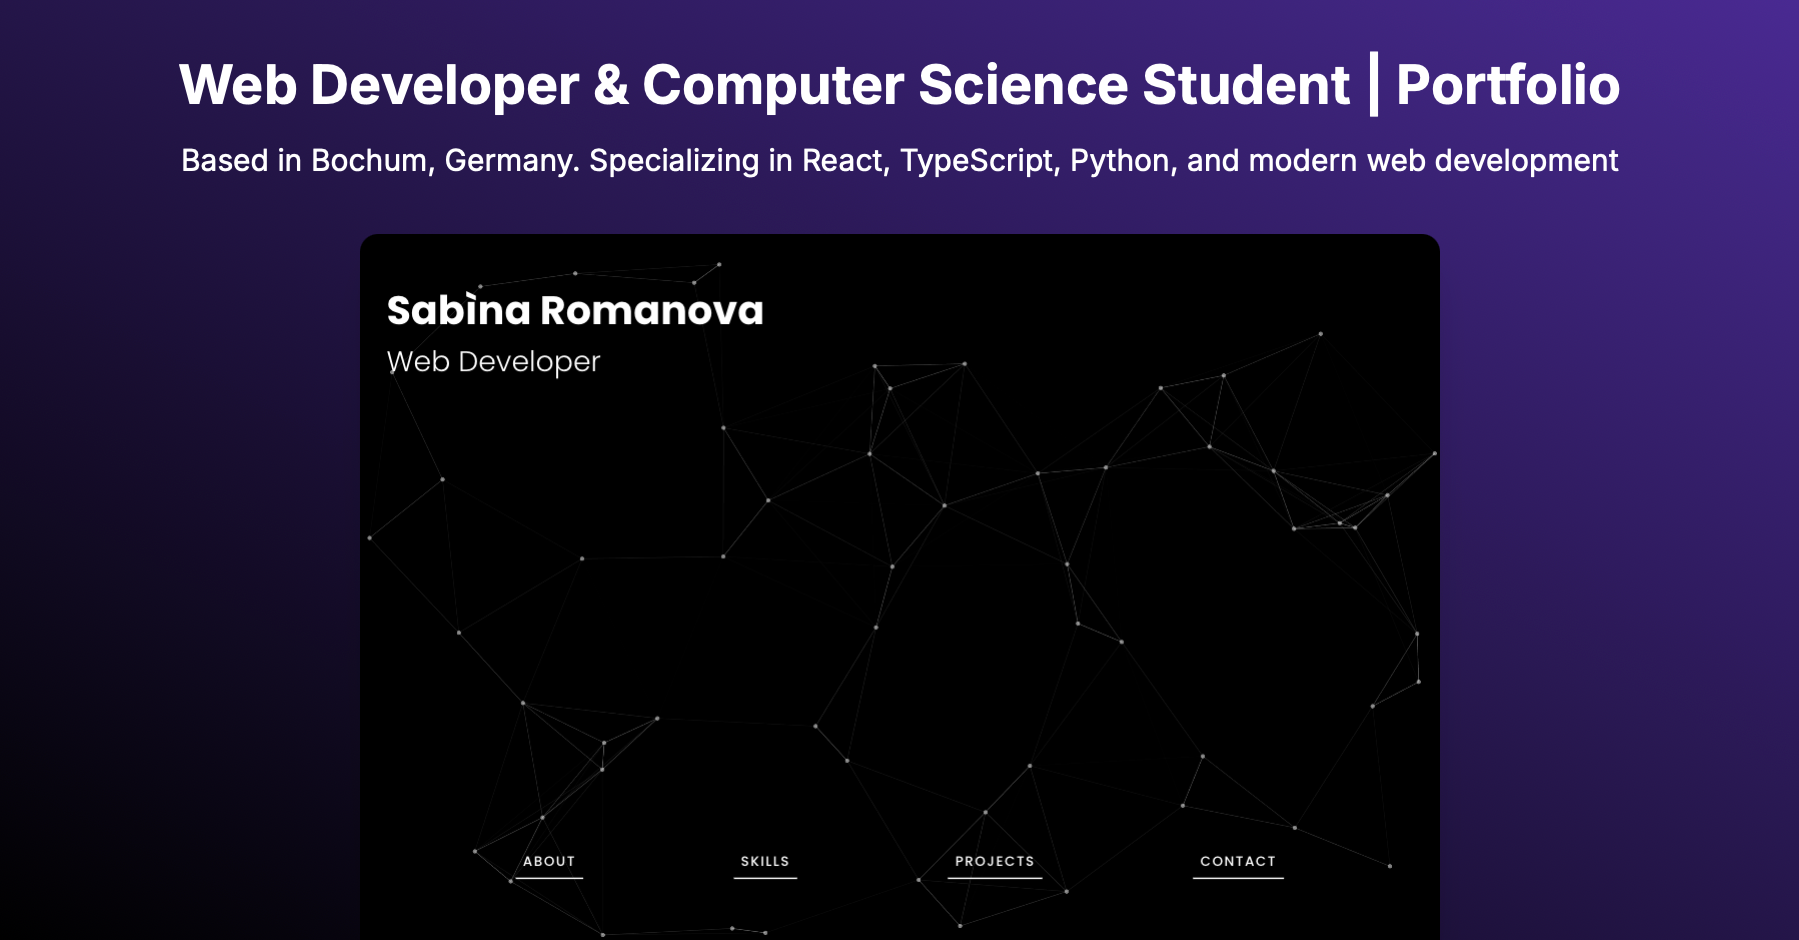 Web Developer & Computer Science Student | Portfolio
Based in Bochum, Germany. Specializing in React, TypeScript, Python, and modern web development
Sabìna Romanova
Web Developer
ABOUT
SKILLS
PROJECTS
CONTACT